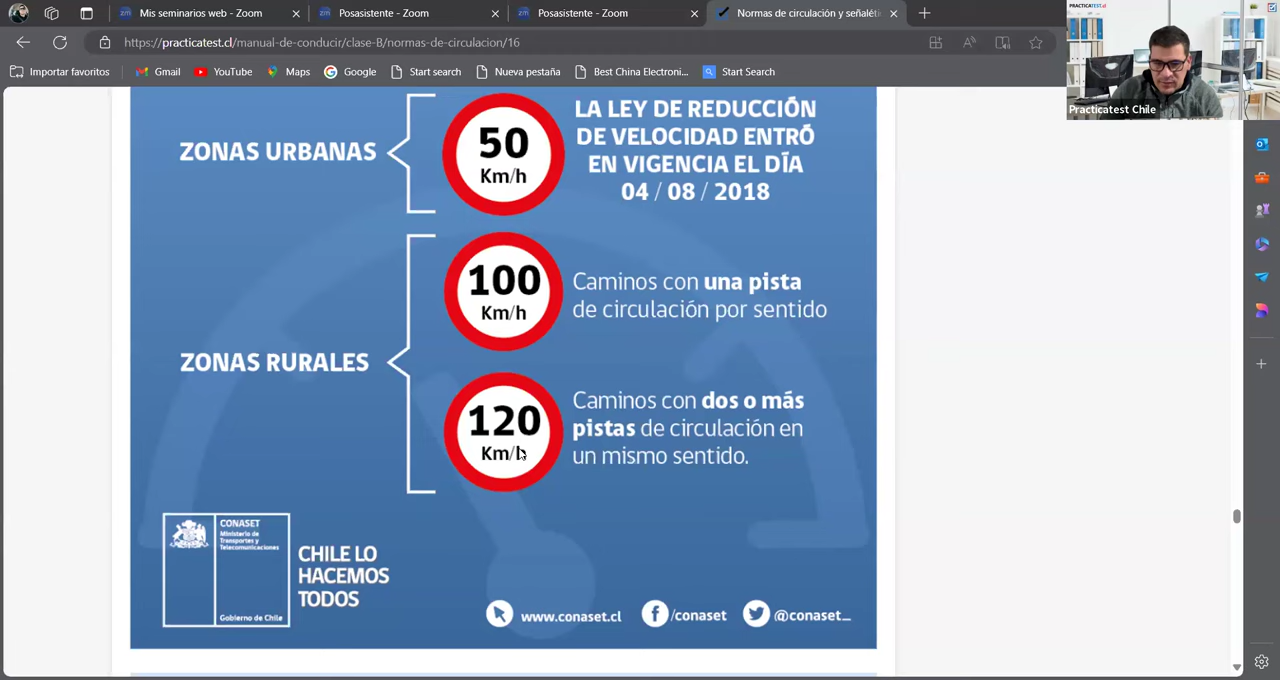 Mis seminarios web - Zoom
Posasistente - Zoom
Posasistente - Zoom
Normas de circulación y señaléti
https://practicatest.cl/manual-de-conducir/clase-B/normas-de-circulacion/16
Importar favoritos
Gmail
YouTube
Maps
Google
Start search
Nueva pestaña
Best China Electroni...
Start Search
PRACTICATEST.cl
Practicatest Chile
ZONAS URBANAS
50
Km/h
LA LEY DE REDUCCIÓN
DE VELOCIDAD ENTRÓ
EN VIGENCIA EL DÍA
04 / 08 / 2018
ZONAS RURALES
100
Km/h
Caminos con una pista
de circulación por sentido
120
Km/h
Caminos con dos o más
pistas de circulación en
un mismo sentido.
CONASET
Ministerio de
Transportes y
Telecomunicaciones
Gobierno de Chile
CHILE LO
HACEMOS
TODOS
www.conaset.cl
/conaset
@conaset_